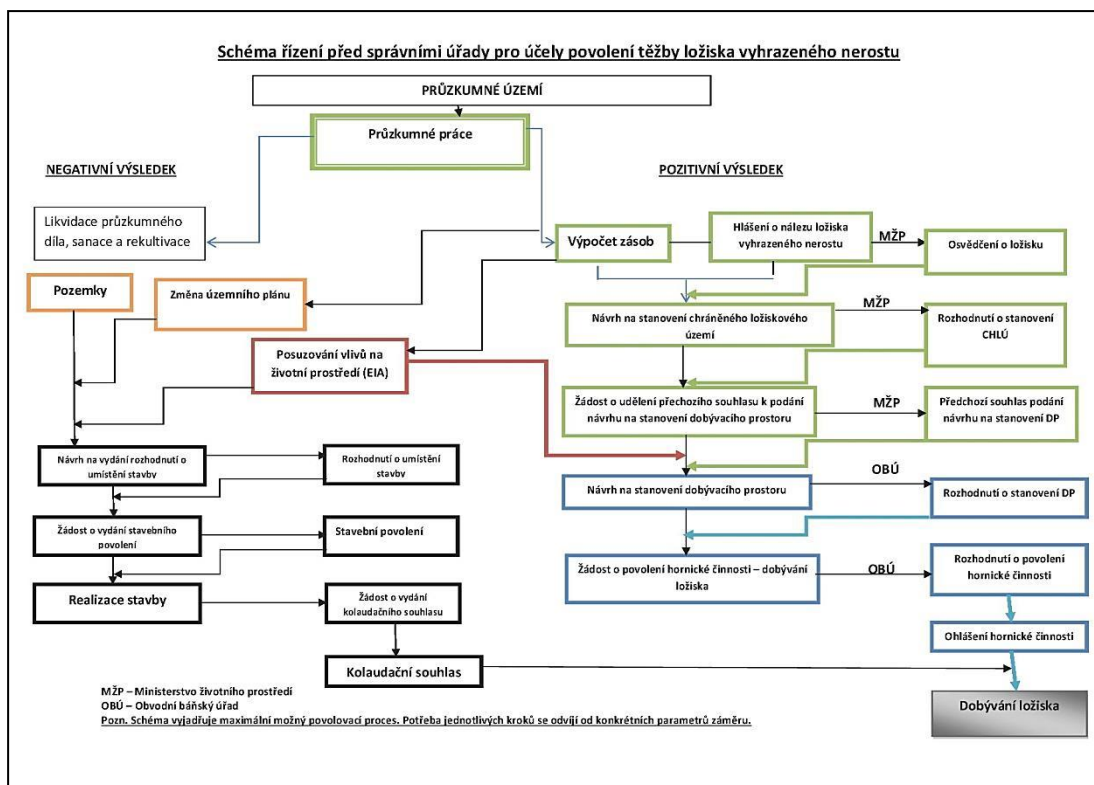 Schéma řízení před správními úřady pro účely povolení těžby ložiska vyhrazeného nerostu
PRŮZKUMNÉ ÚZEMÍ
Průzkumné práce
NEGATIVNÍ VÝSLEDEK
POZITIVNÍ VÝSLEDEK
Likvidace průzkumného
díla, sanace a rekultivace
Výpočet zásob
Hlášení o nálezu ložiska
vyhrazeného nerostu
MŽP
Osvědčení o ložisku
Pozemky
Změna územního plánu
Návrh na stanovení chráněného ložiskového
území
MŽP
Rozhodnutí o stanovení
CHLÚ
Posuzování vlivů na
životní prostředí (EIA)
Žádost o udělení přechozího souhlasu k podání
návrhu na stanovení dobývacího prostoru
MŽP
Předchozí souhlas podání
návrhu na stanovení DP
Návrh na vydání rozhodnutí o
umístění stavby
Rozhodnutí o umístění
stavby
Návrh na stanovení dobývacího prostoru
OBÚ
Rozhodnutí o stanovení DP
Žádost o vydání stavebního
povolení
Stavební povolení
Žádost o povolení hornické činnosti – dobývání
ložiska
OBÚ
Rozhodnutí o povolení
hornické činnosti
Realizace stavby
Žádost o vydání
kolaudačního souhlasu
Ohlášení hornické činnosti
Kolaudační souhlas
Dobývání ložiska
MŽP – Ministerstvo životního prostředí
OBÚ – Obvodní báňský úřad
Pozn. Schéma vyjadřuje maximální možný povolovací proces. Potřeba jednotlivých kroků se odvíjí od konkrétních parametrů záměru.